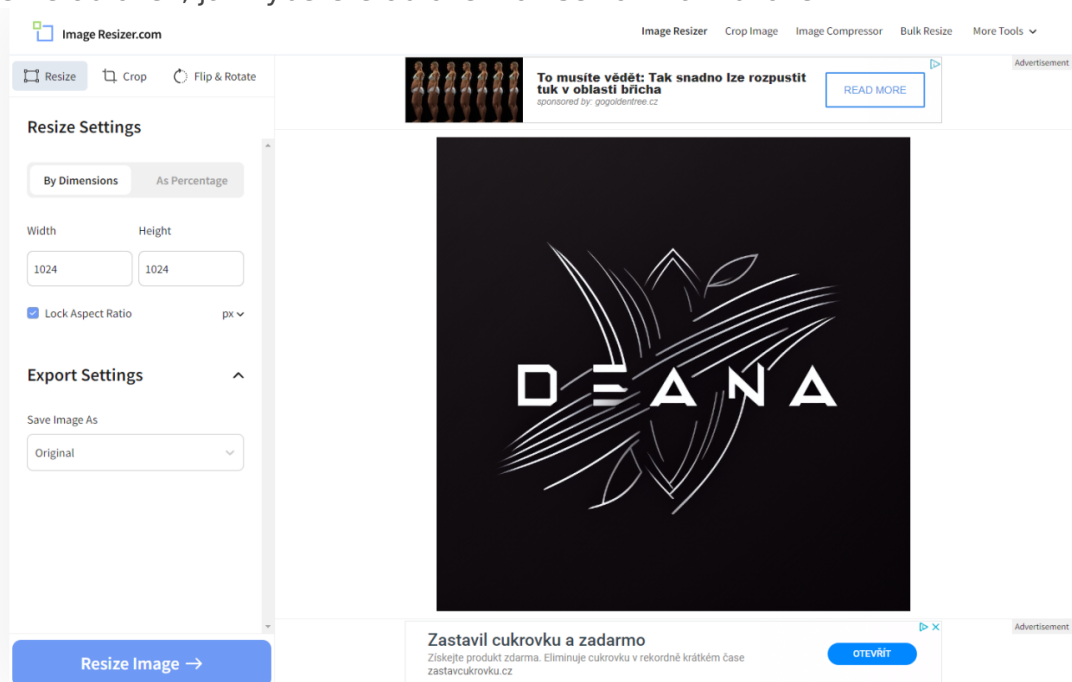 Image Resizer.com
Image Resizer Crop Image Image Compressor Bulk Resize More Tools
Resize Crop Flip & Rotate
Advertisement
To musíte vědět: Tak snadno lze rozpustit
tuk v oblasti břicha
sponsored by: gogoldentree.cz
READ MORE
Resize Settings
By Dimensions As Percentage
Width Height
1024 1024
Lock Aspect Ratio px
Export Settings
Save Image As
Original
Resize Image →
DEANA
Zastavil cukrovku a zadarmo
Získejte produkt zdarma. Eliminuje cukrovku v rekordně krátkém čase
zastavcukrovku.cz
OTEVŘÍT
Advertisement